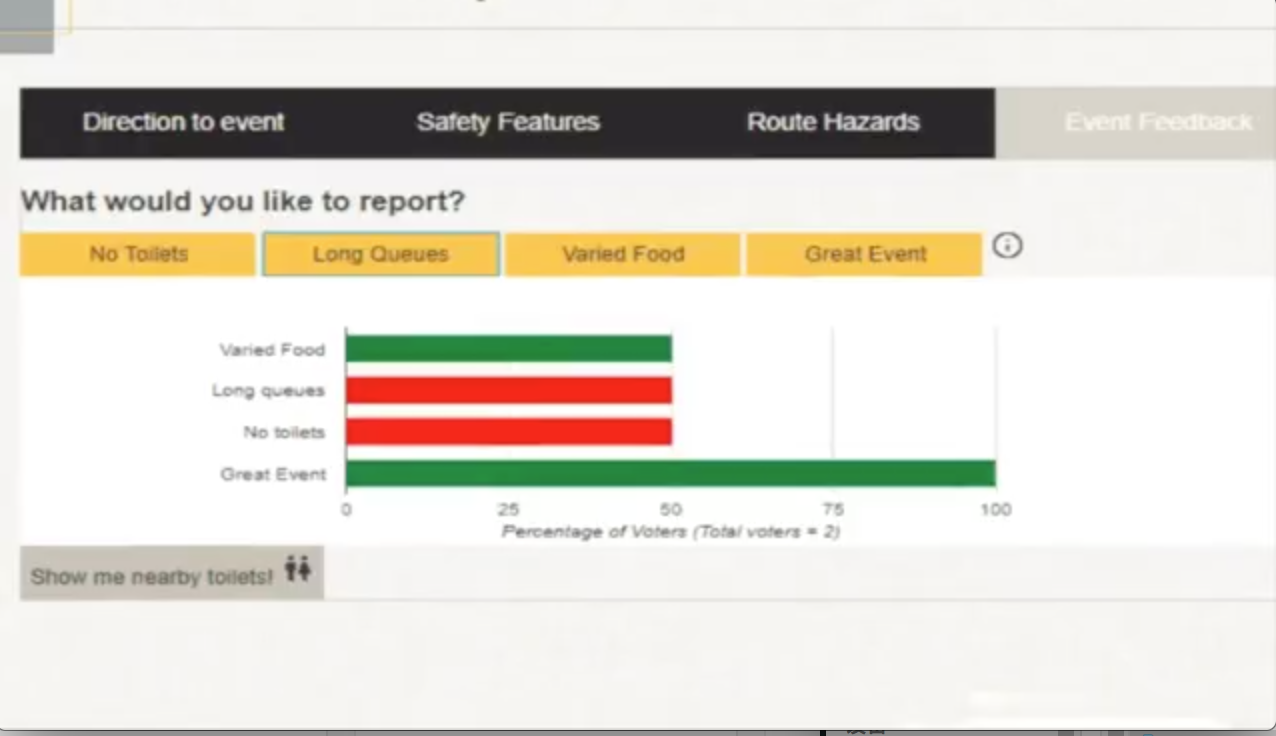 Direction to event Safety Features Route Hazards Event Feedback
What would you like to report?
No Toilets Long Queues Varied Food Great Event
Varied Food
Long queues
No toilets
Great Event
0 25 50 75 100
Percentage of Voters (Total voters = 2)
Show me nearby toilets!